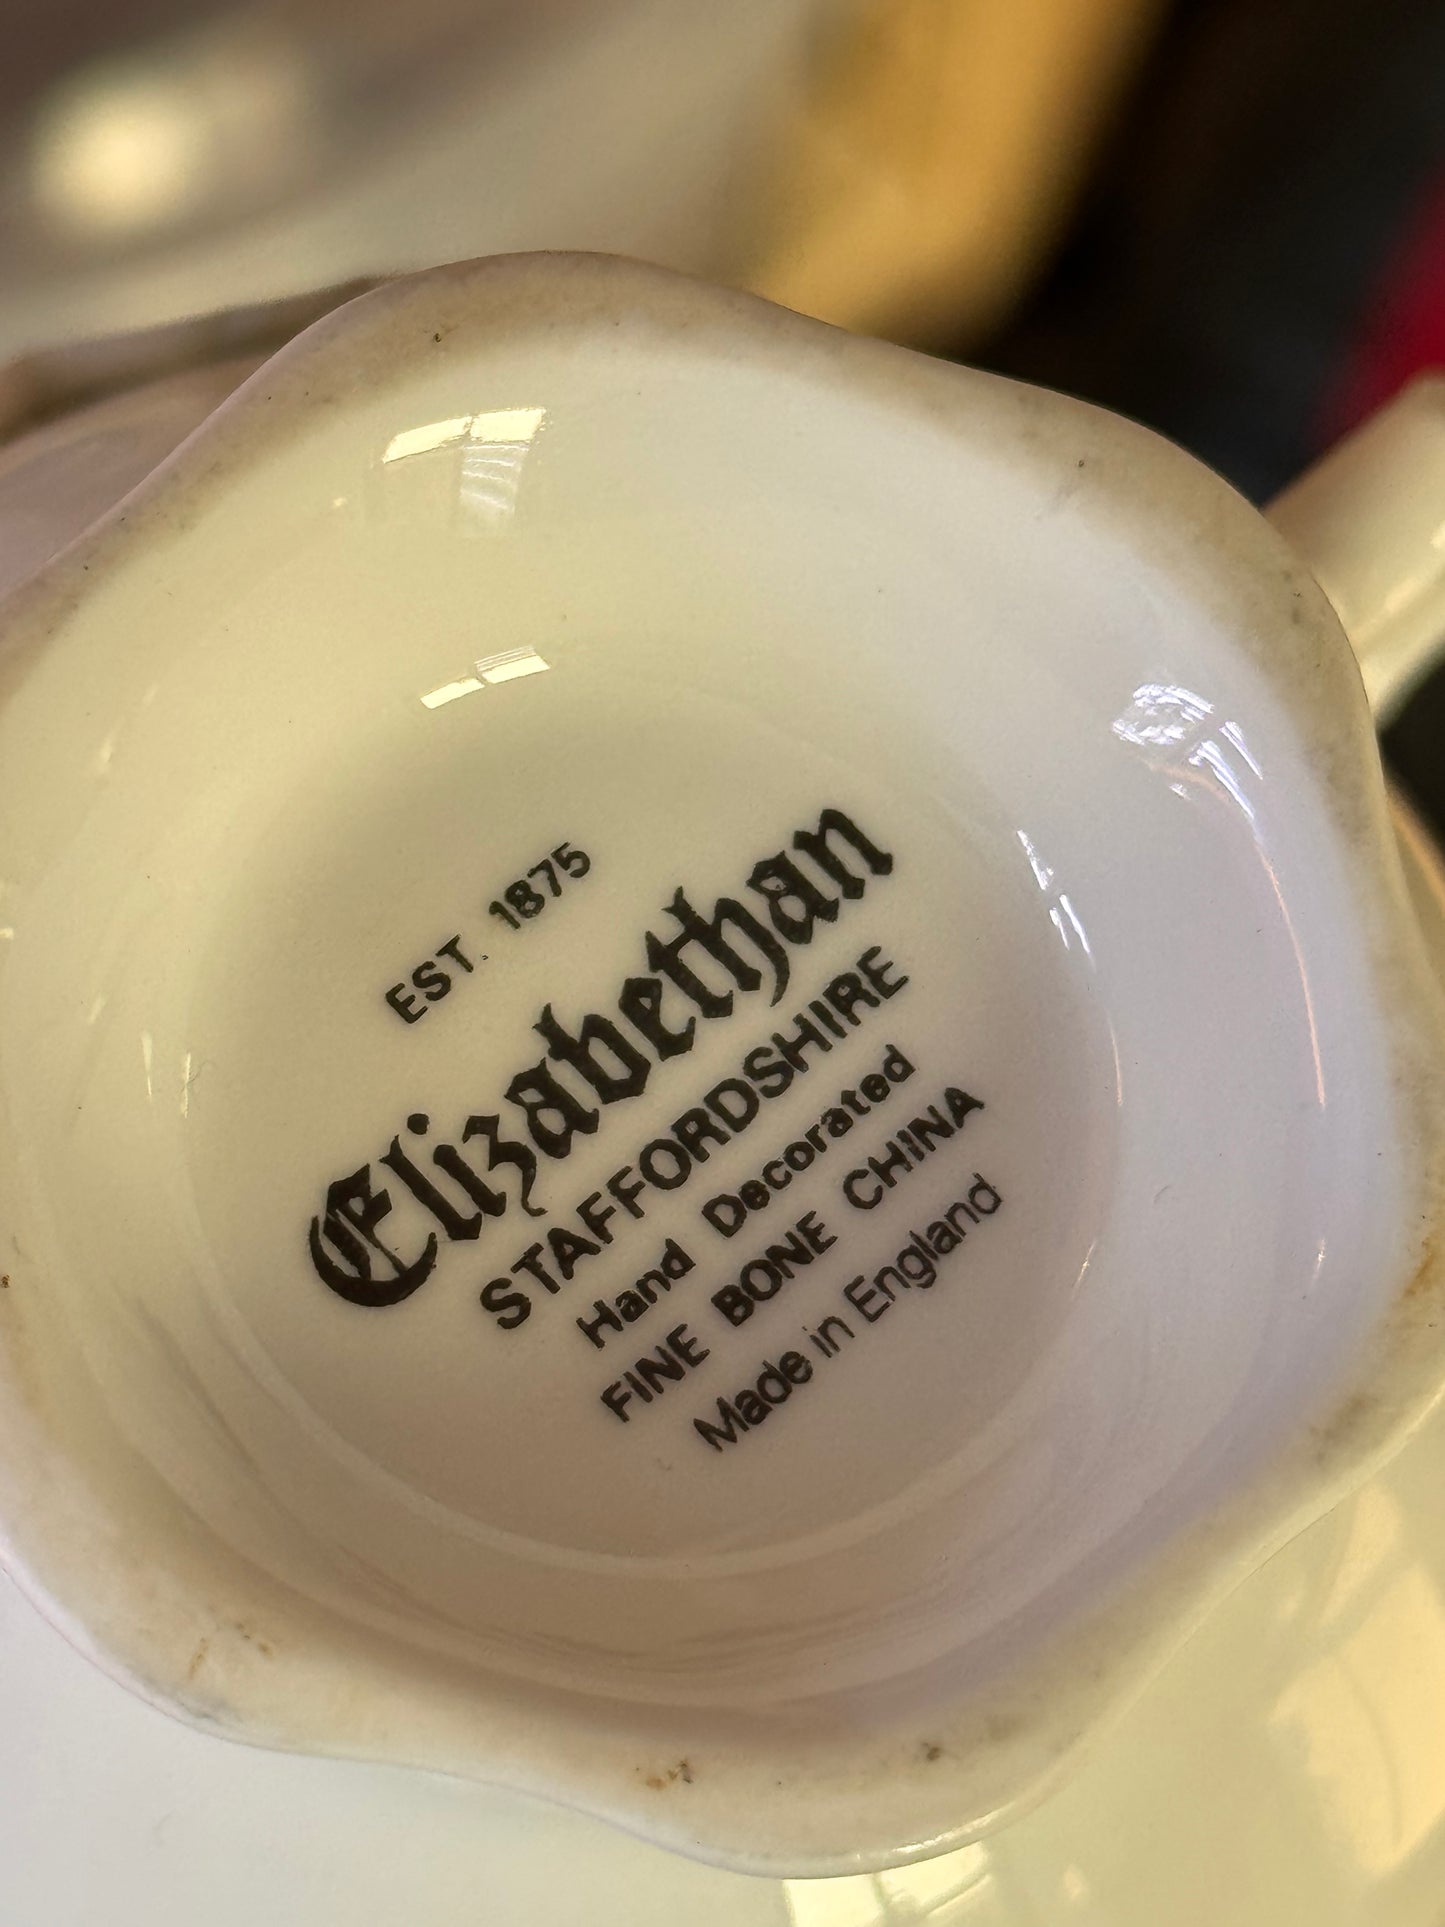 EST. 1875
Elizabethan
STAFFORDSHIRE
Hand Decorated
FINE BONE CHINA
Made in England